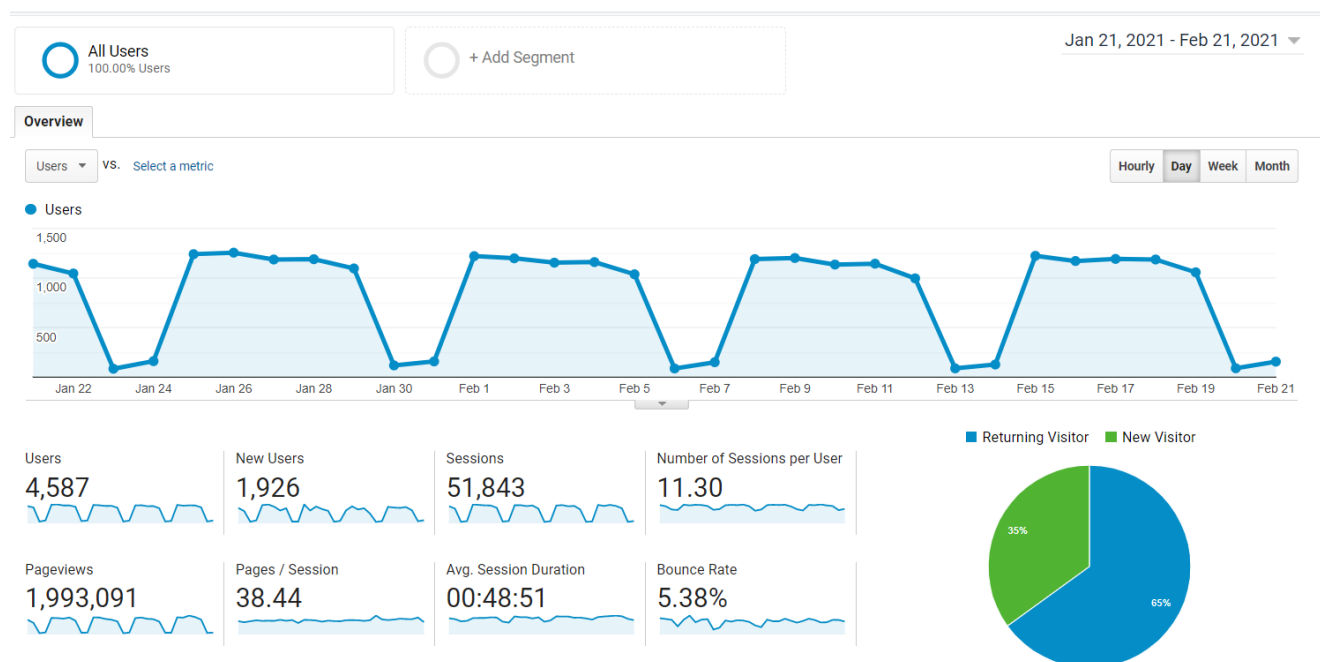 All Users
100.00% Users
+ Add Segment
Jan 21, 2021 - Feb 21, 2021
Overview
Users vs. Select a metric
Hourly Day Week Month
Users
1,500
1,000
500
Jan 22 Jan 24 Jan 26 Jan 28 Jan 30 Feb 1 Feb 3 Feb 5 Feb 7 Feb 9 Feb 11 Feb 13 Feb 15 Feb 17 Feb 19 Feb 21
Returning Visitor New Visitor
Users New Users Sessions Number of Sessions per User
4,587 1,926 51,843 11.30
Pageviews Pages / Session Avg. Session Duration Bounce Rate
1,993,091 38.44 00:48:51 5.38%
35%
65%